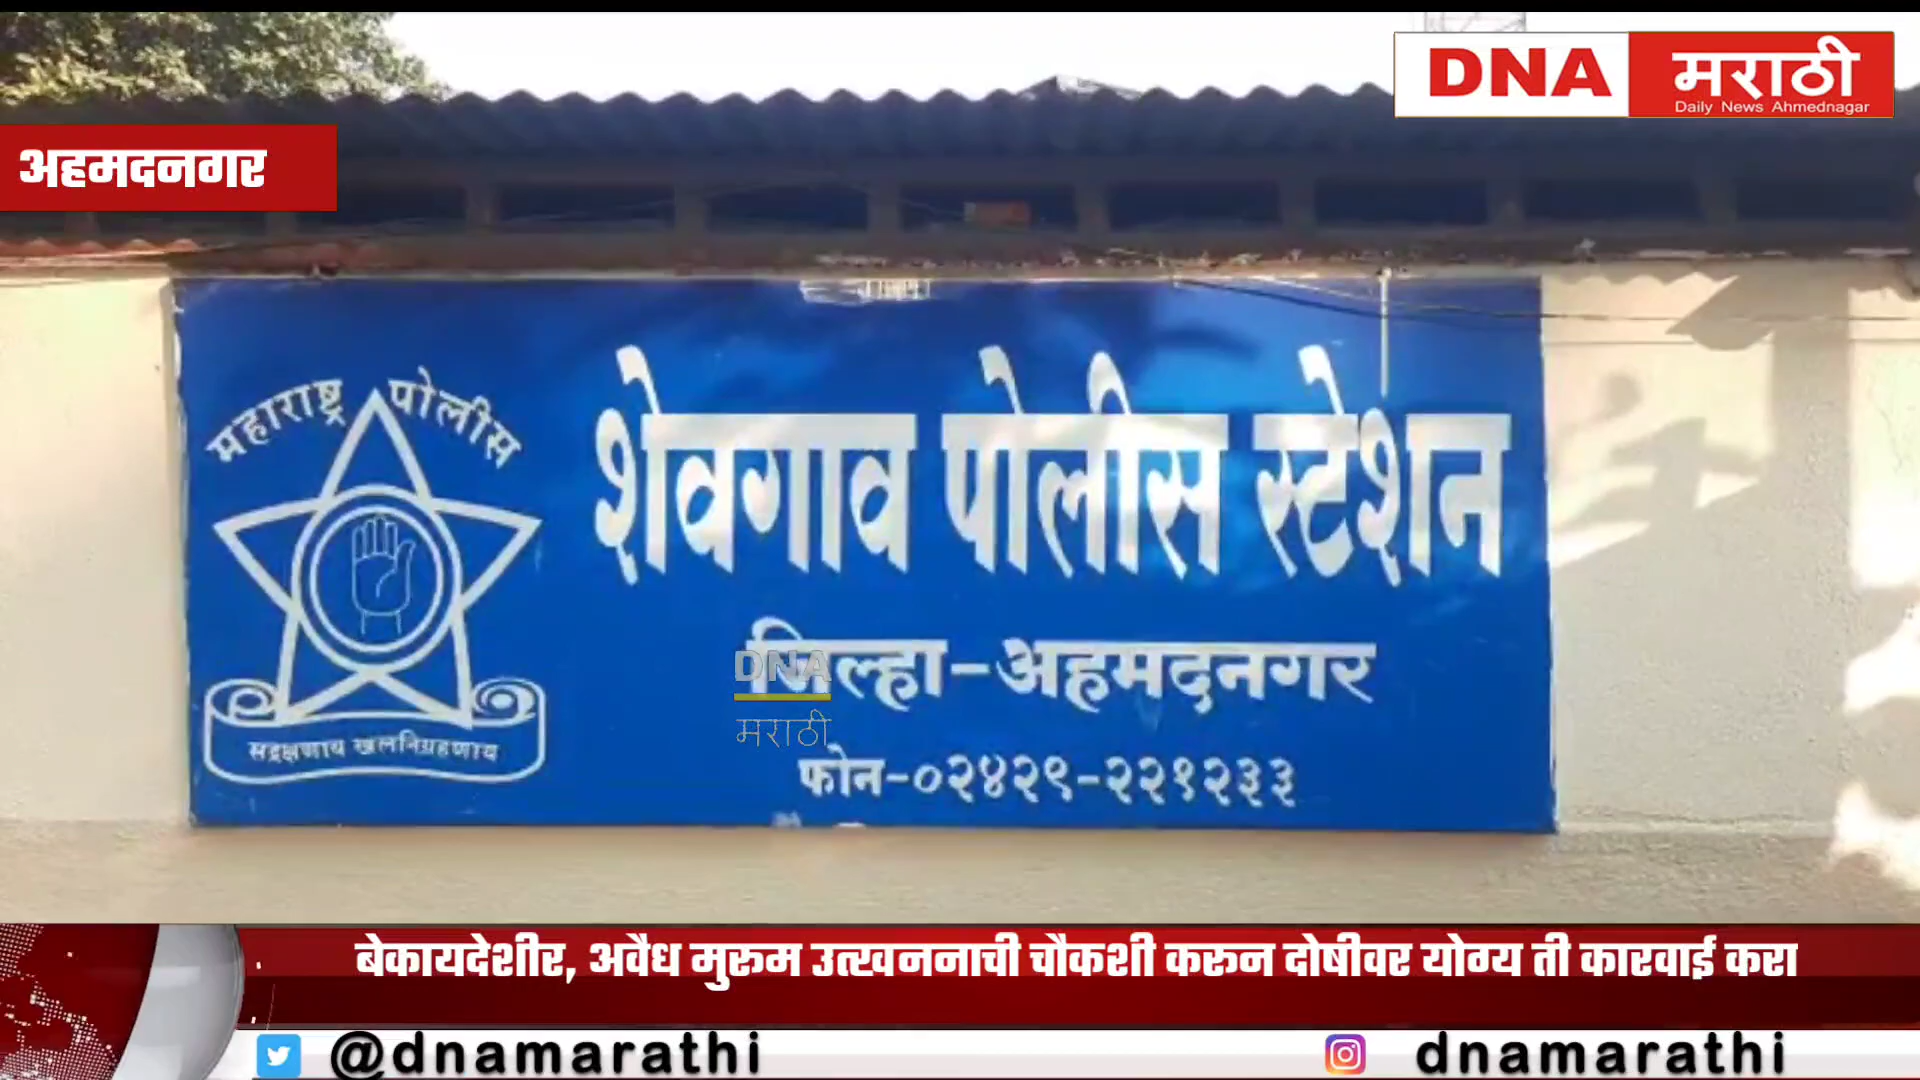 DNA मराठी
Daily News Ahmednagar
अहमदनगर
महाराष्ट्र पोलीस
शेवगाव पोलीस स्टेशन
जिल्हा-अहमदनगर
DNA
मराठी
सद्रक्षणाय खलनिग्रहणाय
फोन-०२४२९-२२१२३३
बेकायदेशीर, अवैध मुरूम उत्खननाची चौकशी करून दोषीवर योग्य ती कारवाई करा
@dnamarathi
dnamarathi